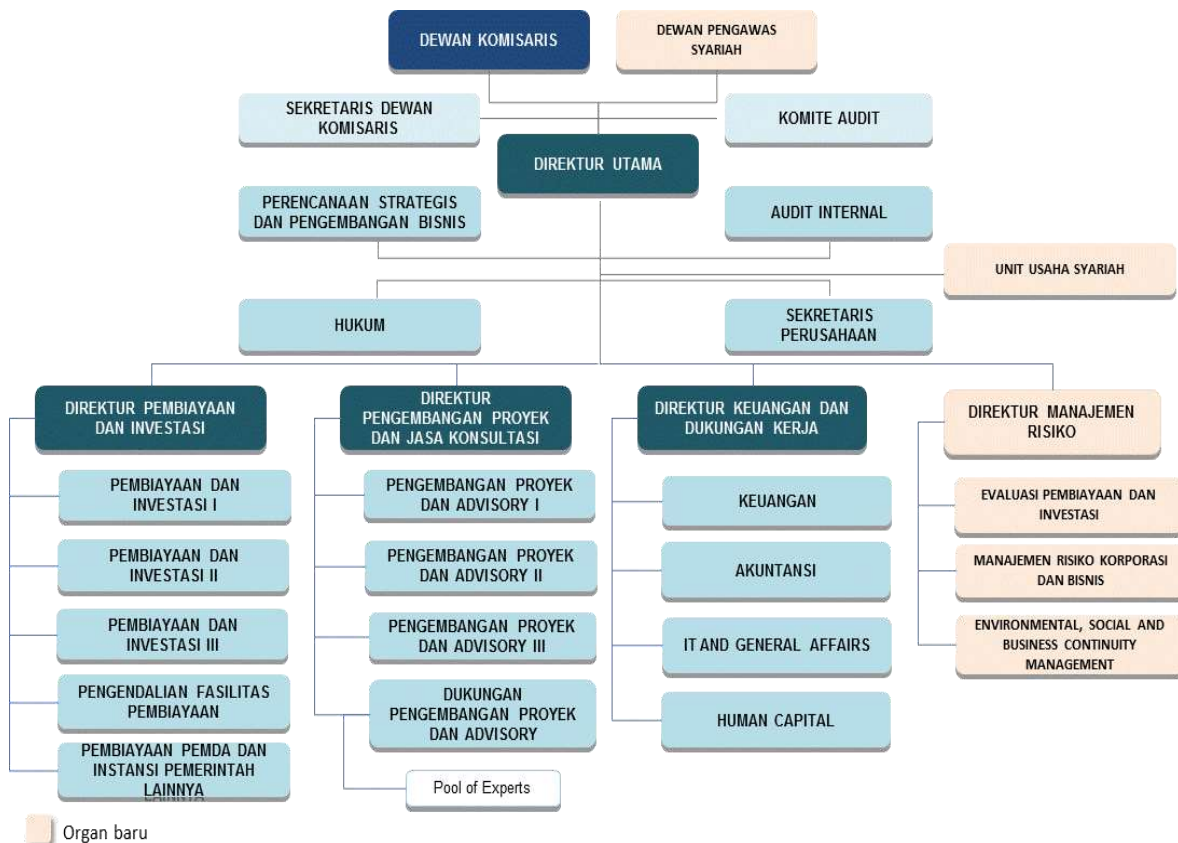 DEWAN KOMISARIS
DEWAN PENGAWAS
SYARIAH
SEKRETARIS DEWAN
KOMISARIS
KOMITE AUDIT
DIREKTUR UTAMA
PERENCANAAN STRATEGIS
DAN PENGEMBANGAN BISNIS
AUDIT INTERNAL
UNIT USAHA SYARIAH
HUKUM
SEKRETARIS
PERUSAHAAN
DIREKTUR PEMBIAYAAN
DAN INVESTASI
DIREKTUR
PENGEMBANGAN PROYEK
DAN JASA KONSULTASI
DIREKTUR KEUANGAN DAN
DUKUNGAN KERJA
DIREKTUR MANAJEMEN
RISIKO
PEMBIAYAAN DAN
INVESTASI I
PEMBIAYAAN DAN
INVESTASI II
PEMBIAYAAN DAN
INVESTASI III
PENGENDALIAN FASILITAS
PEMBIAYAAN
PEMBIAYAAN PEMDA DAN
INSTANSI PEMERINTAH
LAINNYA
PENGEMBANGAN PROYEK
DAN ADVISORY I
PENGEMBANGAN PROYEK
DAN ADVISORY II
PENGEMBANGAN PROYEK
DAN ADVISORY III
DUKUNGAN
PENGEMBANGAN PROYEK
DAN ADVISORY
Pool of Experts
KEUANGAN
AKUNTANSI
IT AND GENERAL AFFAIRS
HUMAN CAPITAL
EVALUASI PEMBIAYAAN DAN
INVESTASI
MANAJEMEN RISIKO KORPORASI
DAN BISNIS
ENVIRONMENTAL, SOCIAL AND
BUSINESS CONTINUITY
MANAGEMENT
Organ baru